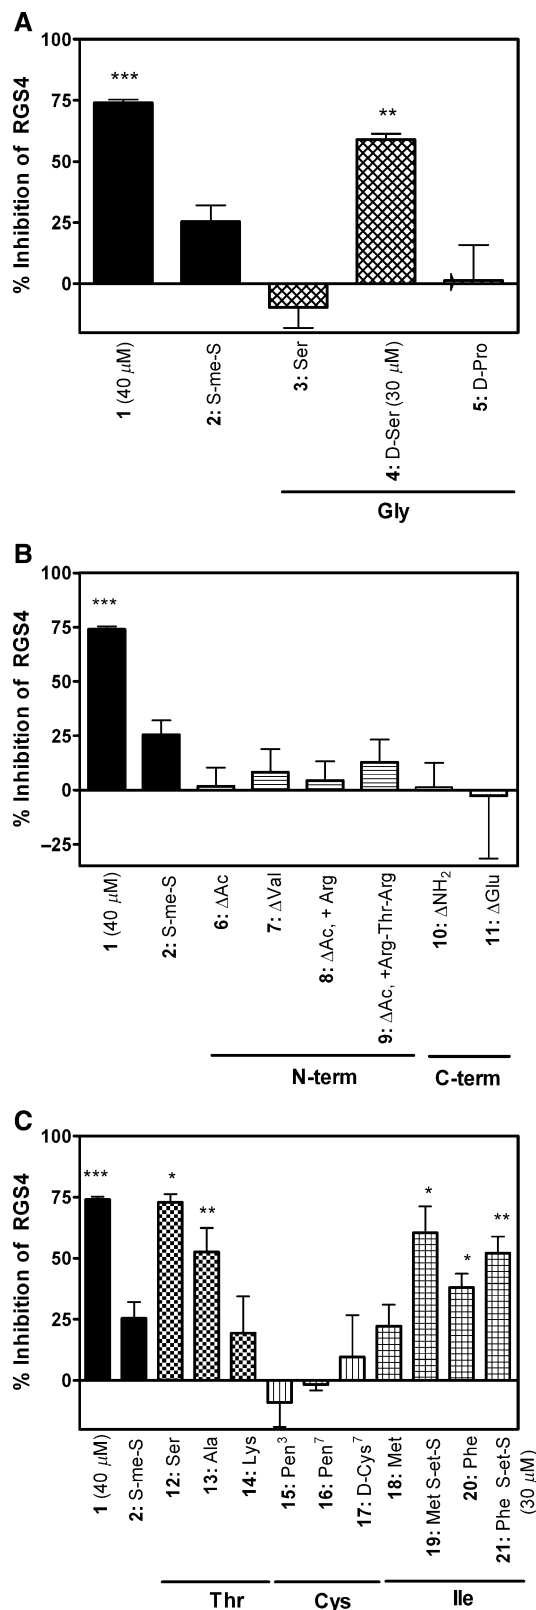 A
% Inhibition of RGS4
100
75
50
25
0
***
**
1 (40 μM)
2: S-me-S
3: Ser
4: D-Ser (30 μM)
5: D-Pro
Gly
B
% Inhibition of RGS4
100
75
50
25
0
−25
***
1 (40 μM)
2: S-me-S
6: ΔAc
7: ΔVal
8: ΔAc, + Arg
9: ΔAc, +Arg-Thr-Arg
10: ΔNH2
11: ΔGlu
N-term
C-term
C
% Inhibition of RGS4
100
75
50
25
0
***
*
**
*
*
**
1 (40 μM)
2: S-me-S
12: Ser
13: Ala
14: Lys
15: Pen3
16: Pen7
17: D-Cys7
18: Met
19: Met S-et-S
20: Phe
21: Phe S-et-S
(30 μM)
Thr
Cys
Ile